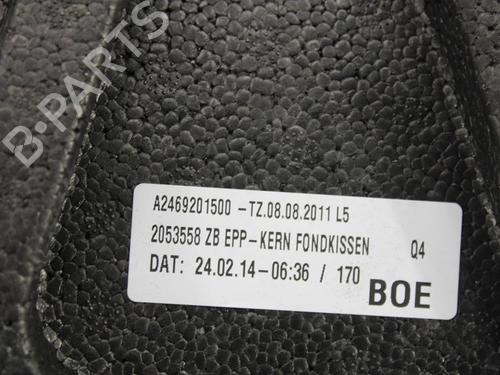 B-PARTS
A2469201500 -TZ.08.08.2011 L5
2053558 ZB EPP-KERN FONDKISSEN Q4
DAT: 24.02.14-06:36 / 170
BOE